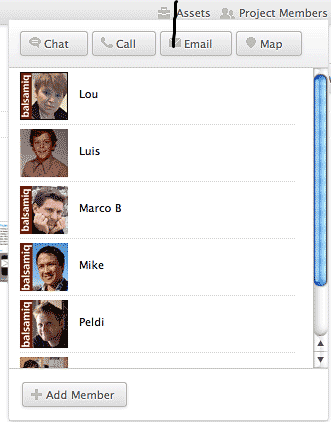 Assets Project Members
Chat Call Email Map
balsamiq Lou
Luis
balsamiq Marco B
balsamiq Mike
balsamiq Peldi
Add Member